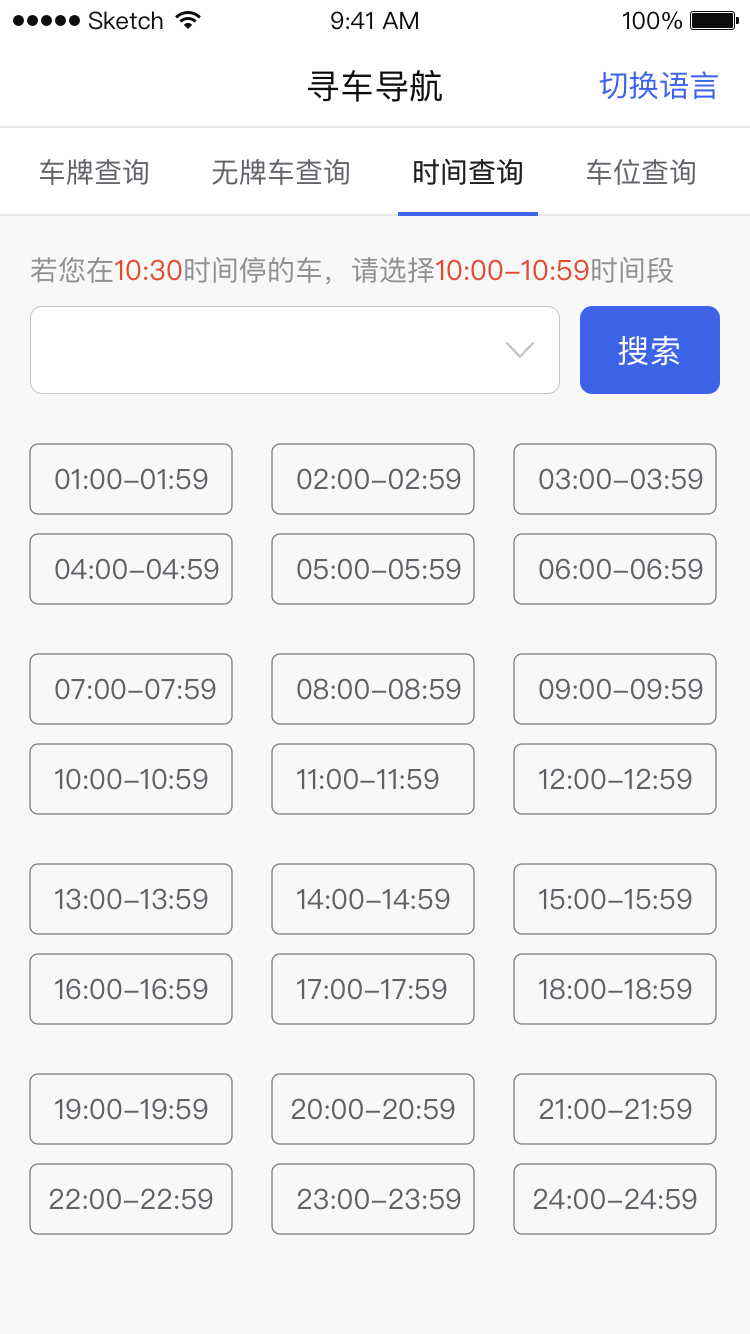 ●●●●● Sketch 9:41 AM 100%
寻车导航 切换语言
车牌查询 无牌车查询 时间查询 车位查询
若您在10:30时间停的车，请选择10:00–10:59时间段
搜索
01:00–01:59 02:00–02:59 03:00–03:59
04:00–04:59 05:00–05:59 06:00–06:59
07:00–07:59 08:00–08:59 09:00–09:59
10:00–10:59 11:00–11:59 12:00–12:59
13:00–13:59 14:00–14:59 15:00–15:59
16:00–16:59 17:00–17:59 18:00–18:59
19:00–19:59 20:00–20:59 21:00–21:59
22:00–22:59 23:00–23:59 24:00–24:59